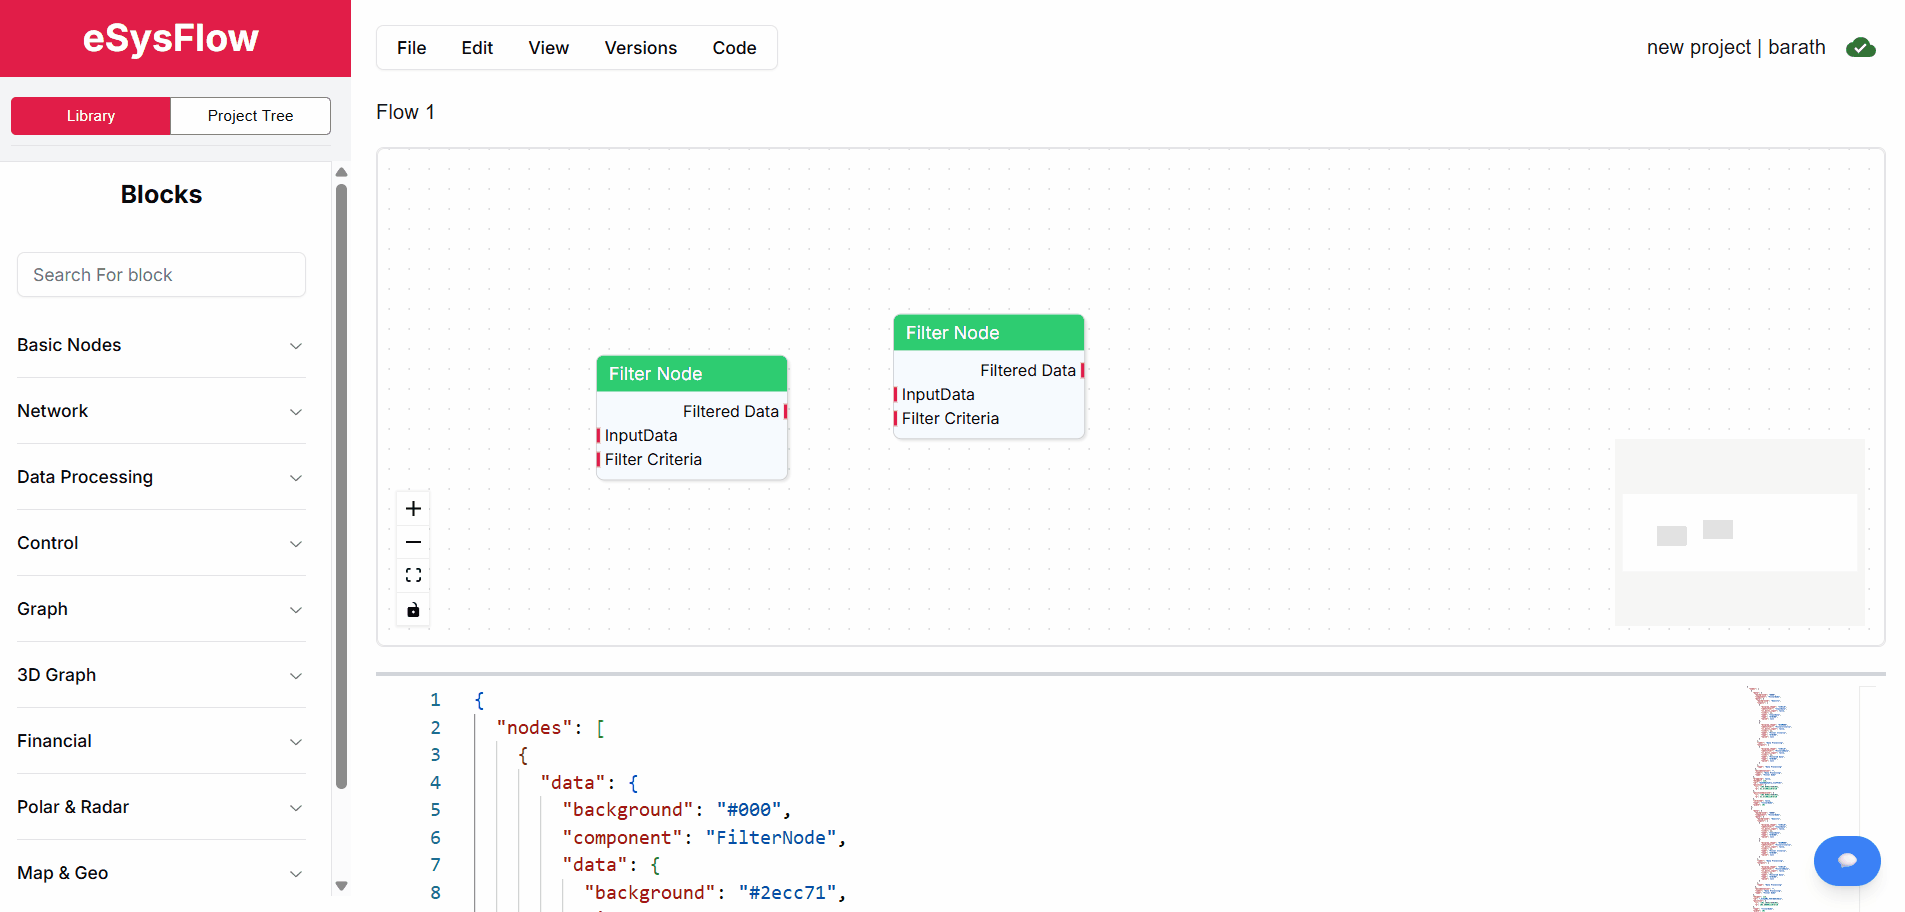 eSysFlow
File Edit View Versions Code
new project | barath
Library
Project Tree
Flow 1
Blocks
Search For block
Basic Nodes
Network
Data Processing
Control
Graph
3D Graph
Financial
Polar & Radar
Map & Geo
Filter Node
Filtered Data
InputData
Filter Criteria
Filter Node
Filtered Data
InputData
Filter Criteria
1 {
2 "nodes": [
3 {
4 "data": {
5 "background": "#000",
6 "component": "FilterNode",
7 "data": {
8 "background": "#2ecc71",